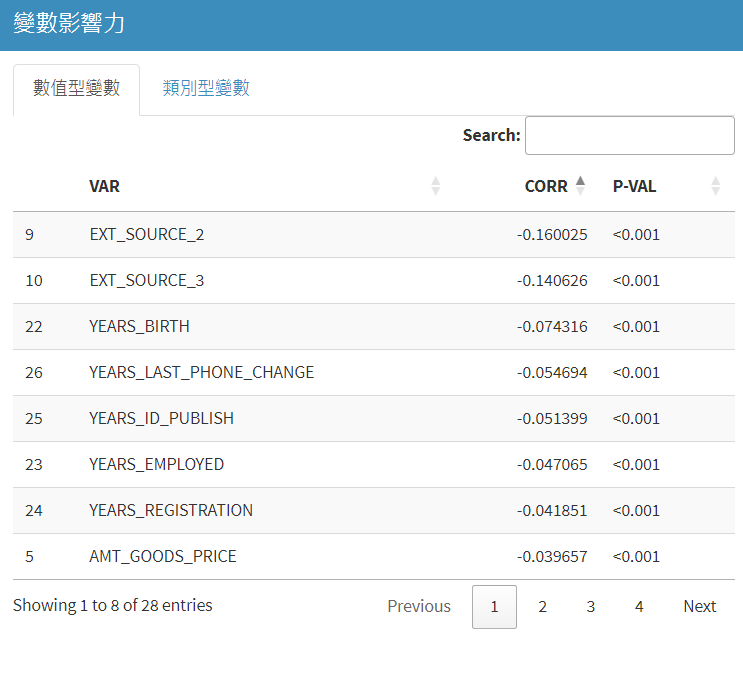 變數影響力
數值型變數 類別型變數
Search:
VAR CORR P-VAL
9 EXT_SOURCE_2 -0.160025 <0.001
10 EXT_SOURCE_3 -0.140626 <0.001
22 YEARS_BIRTH -0.074316 <0.001
26 YEARS_LAST_PHONE_CHANGE -0.054694 <0.001
25 YEARS_ID_PUBLISH -0.051399 <0.001
23 YEARS_EMPLOYED -0.047065 <0.001
24 YEARS_REGISTRATION -0.041851 <0.001
5 AMT_GOODS_PRICE -0.039657 <0.001
Showing 1 to 8 of 28 entries Previous 1 2 3 4 Next